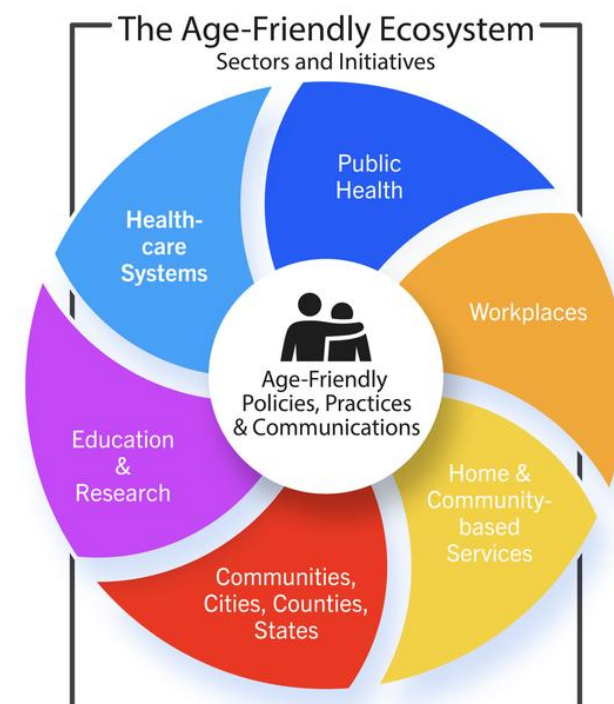 The Age-Friendly Ecosystem
Sectors and Initiatives
Public
Health
Health-
care
Systems
Workplaces
Age-Friendly
Policies, Practices
& Communications
Education
&
Research
Home &
Community-
based
Services
Communities,
Cities, Counties,
States